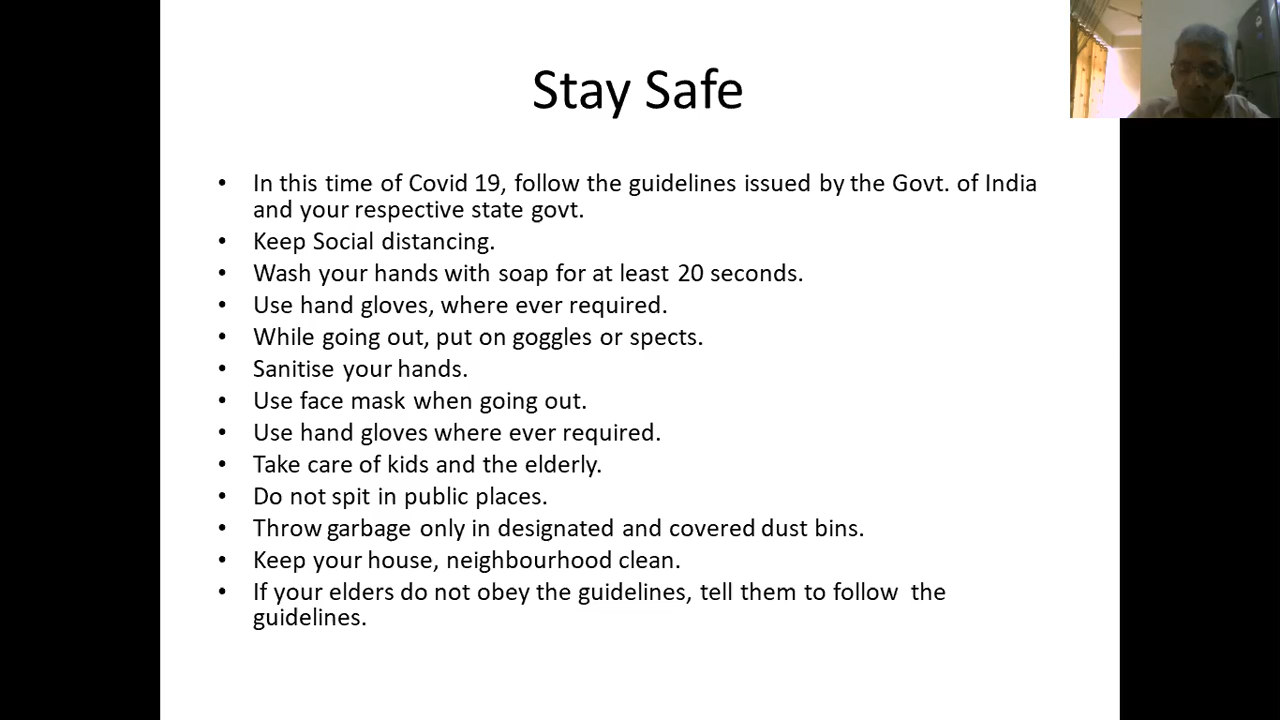 Stay Safe
• In this time of Covid 19, follow the guidelines issued by the Govt. of India
and your respective state govt.
• Keep Social distancing.
• Wash your hands with soap for at least 20 seconds.
• Use hand gloves, where ever required.
• While going out, put on goggles or spects.
• Sanitise your hands.
• Use face mask when going out.
• Use hand gloves where ever required.
• Take care of kids and the elderly.
• Do not spit in public places.
• Throw garbage only in designated and covered dust bins.
• Keep your house, neighbourhood clean.
• If your elders do not obey the guidelines, tell them to follow  the
guidelines.